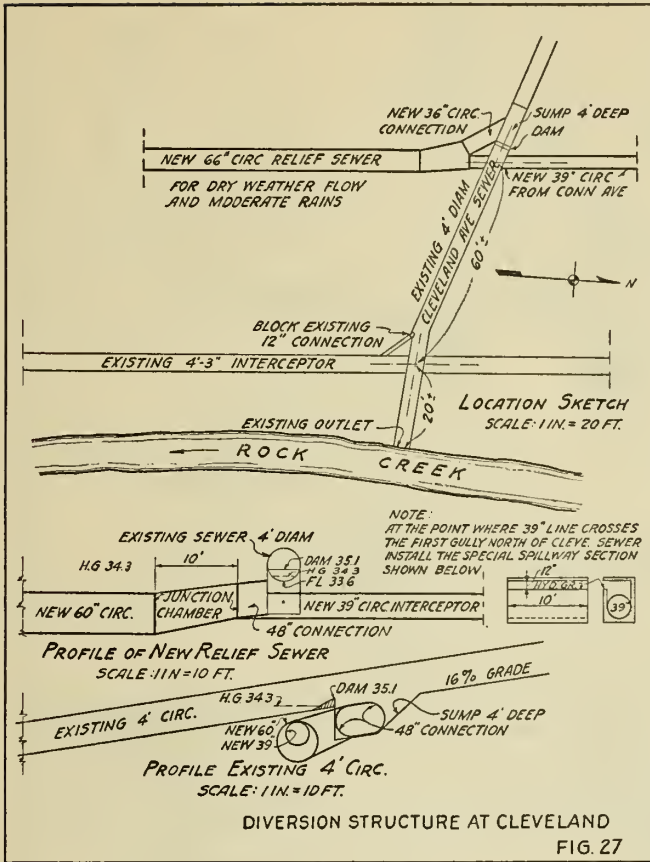 NEW 36" CIRC.
CONNECTION
SUMP 4' DEEP
DAM
NEW 66" CIRC RELIEF SEWER
FOR DRY WEATHER FLOW
AND MODERATE RAINS
NEW 39" CIRC
FROM CONN AVE
EXISTING 4' DIAM
CLEVELAND AVE SEWER
60'±
N
BLOCK EXISTING
12" CONNECTION
EXISTING 4'-3" INTERCEPTOR
20'±
LOCATION SKETCH
SCALE: 1 IN. = 20 FT.
EXISTING OUTLET
ROCK CREEK
NOTE:
AT THE POINT WHERE 39" LINE CROSSES
THE FIRST GULLY NORTH OF CLEVE. SEWER
INSTALL THE SPECIAL SPILLWAY SECTION
SHOWN BELOW
EXISTING SEWER 4' DIAM
H.G 34.3
10'
DAM 35.1
H.G 34.3
FL 33.6
NEW 60" CIRC.
JUNCTION
CHAMBER
48" CONNECTION
NEW 39" CIRC INTERCEPTOR
12"
HYD GR.
10'
39"
PROFILE OF NEW RELIEF SEWER
SCALE: 1 IN = 10 FT.
16% GRADE
DAM 35.1
H.G 34.3
EXISTING 4' CIRC.
NEW 60"
NEW 39"
SUMP 4' DEEP
48" CONNECTION
PROFILE EXISTING 4' CIRC.
SCALE: 1 IN. = 10 FT.
DIVERSION STRUCTURE AT CLEVELAND
FIG. 27